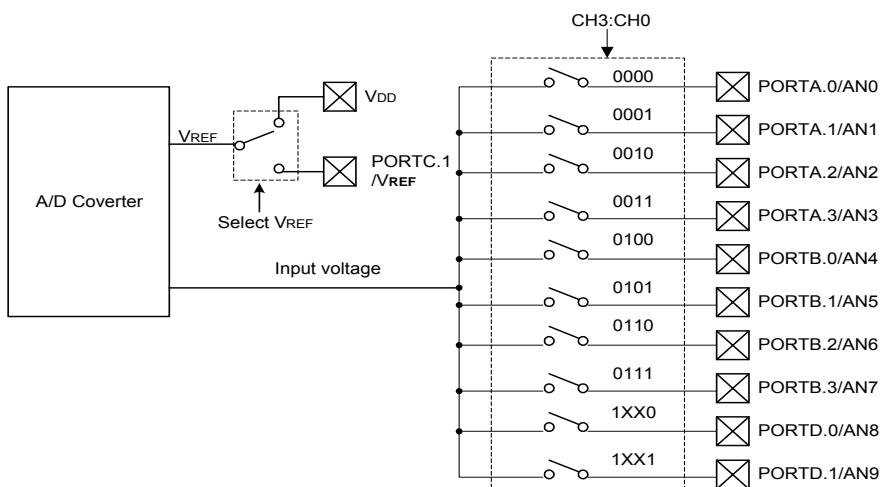 CH3:CH0
0000
PORTA.0/AN0
VDD
0001
PORTA.1/AN1
VREF
0010
PORTC.1
/VREF
PORTA.2/AN2
A/D Coverter
0011
PORTA.3/AN3
Select VREF
0100
PORTB.0/AN4
Input voltage
0101
PORTB.1/AN5
0110
PORTB.2/AN6
0111
PORTB.3/AN7
1XX0
PORTD.0/AN8
1XX1
PORTD.1/AN9